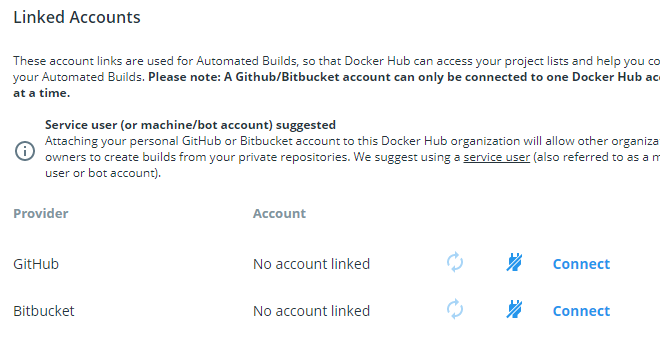 Linked Accounts
These account links are used for Automated Builds, so that Docker Hub can access your project lists and help you co
your Automated Builds. Please note: A Github/Bitbucket account can only be connected to one Docker Hub acc
at a time.
Service user (or machine/bot account) suggested
Attaching your personal GitHub or Bitbucket account to this Docker Hub organization will allow other organiza
owners to create builds from your private repositories. We suggest using a service user (also referred to as a m
user or bot account).
Provider Account
GitHub No account linked Connect
Bitbucket No account linked Connect